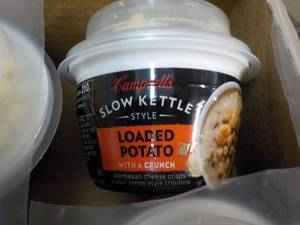 Campbell's
SLOW KETTLE
STYLE
LOADED
POTATO
WITH A CRUNCH
parmesan cheese crisps
& sour cream style croutons